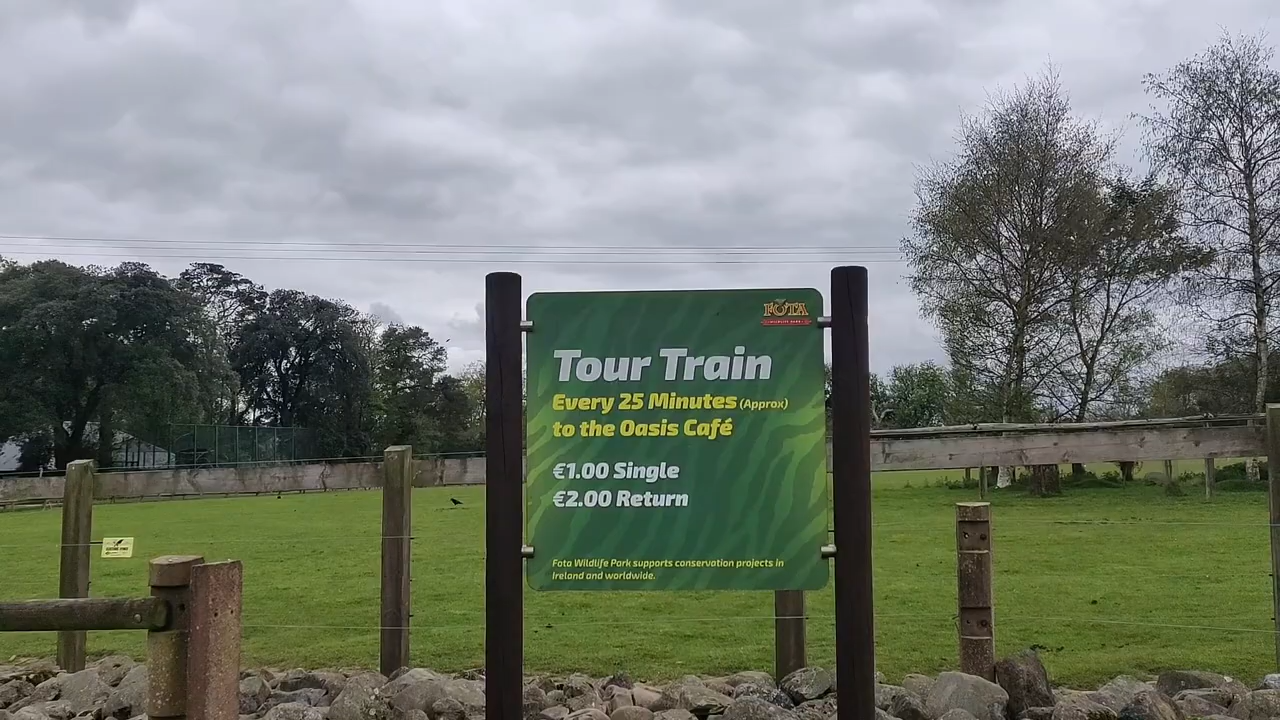 FOTA
WILDLIFE PARK
Tour Train
Every 25 Minutes (Approx)
to the Oasis Café
€1.00 Single
€2.00 Return
Fota Wildlife Park supports conservation projects in
Ireland and worldwide.